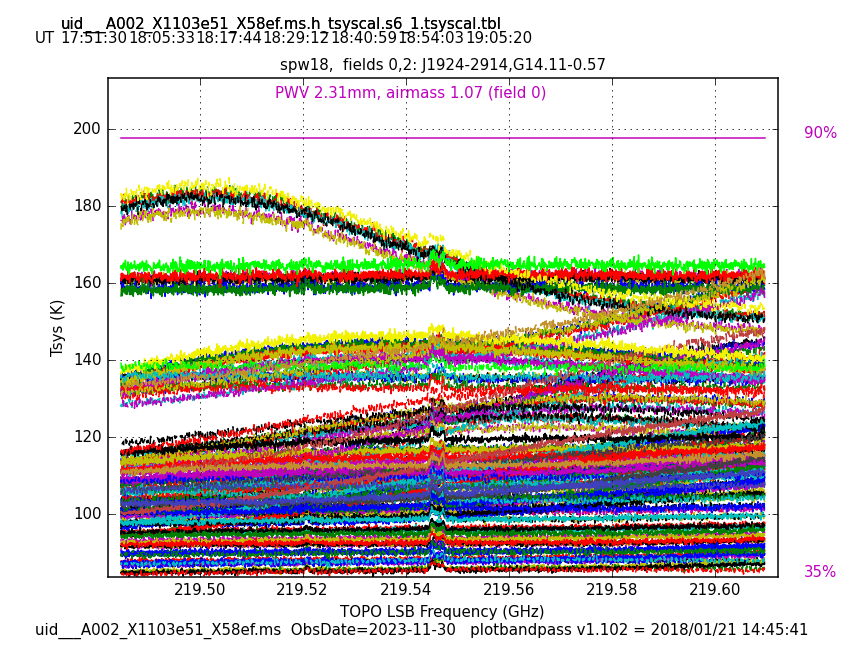 uid___A002_X1103e51_X58ef.ms.h_tsyscal.s6_1.tsyscal.tbl
UT 17:51:30 18:05:33 18:17:44 18:29:12 18:40:59 18:54:03 19:05:20
spw18,  fields 0,2: J1924-2914,G14.11-0.57
PWV 2.31mm, airmass 1.07 (field 0)
90%
200
180
160
140
120
100
Tsys (K)
35%
219.50 219.52 219.54 219.56 219.58 219.60
TOPO LSB Frequency (GHz)
uid___A002_X1103e51_X58ef.ms  ObsDate=2023-11-30   plotbandpass v1.102 = 2018/01/21 14:45:41